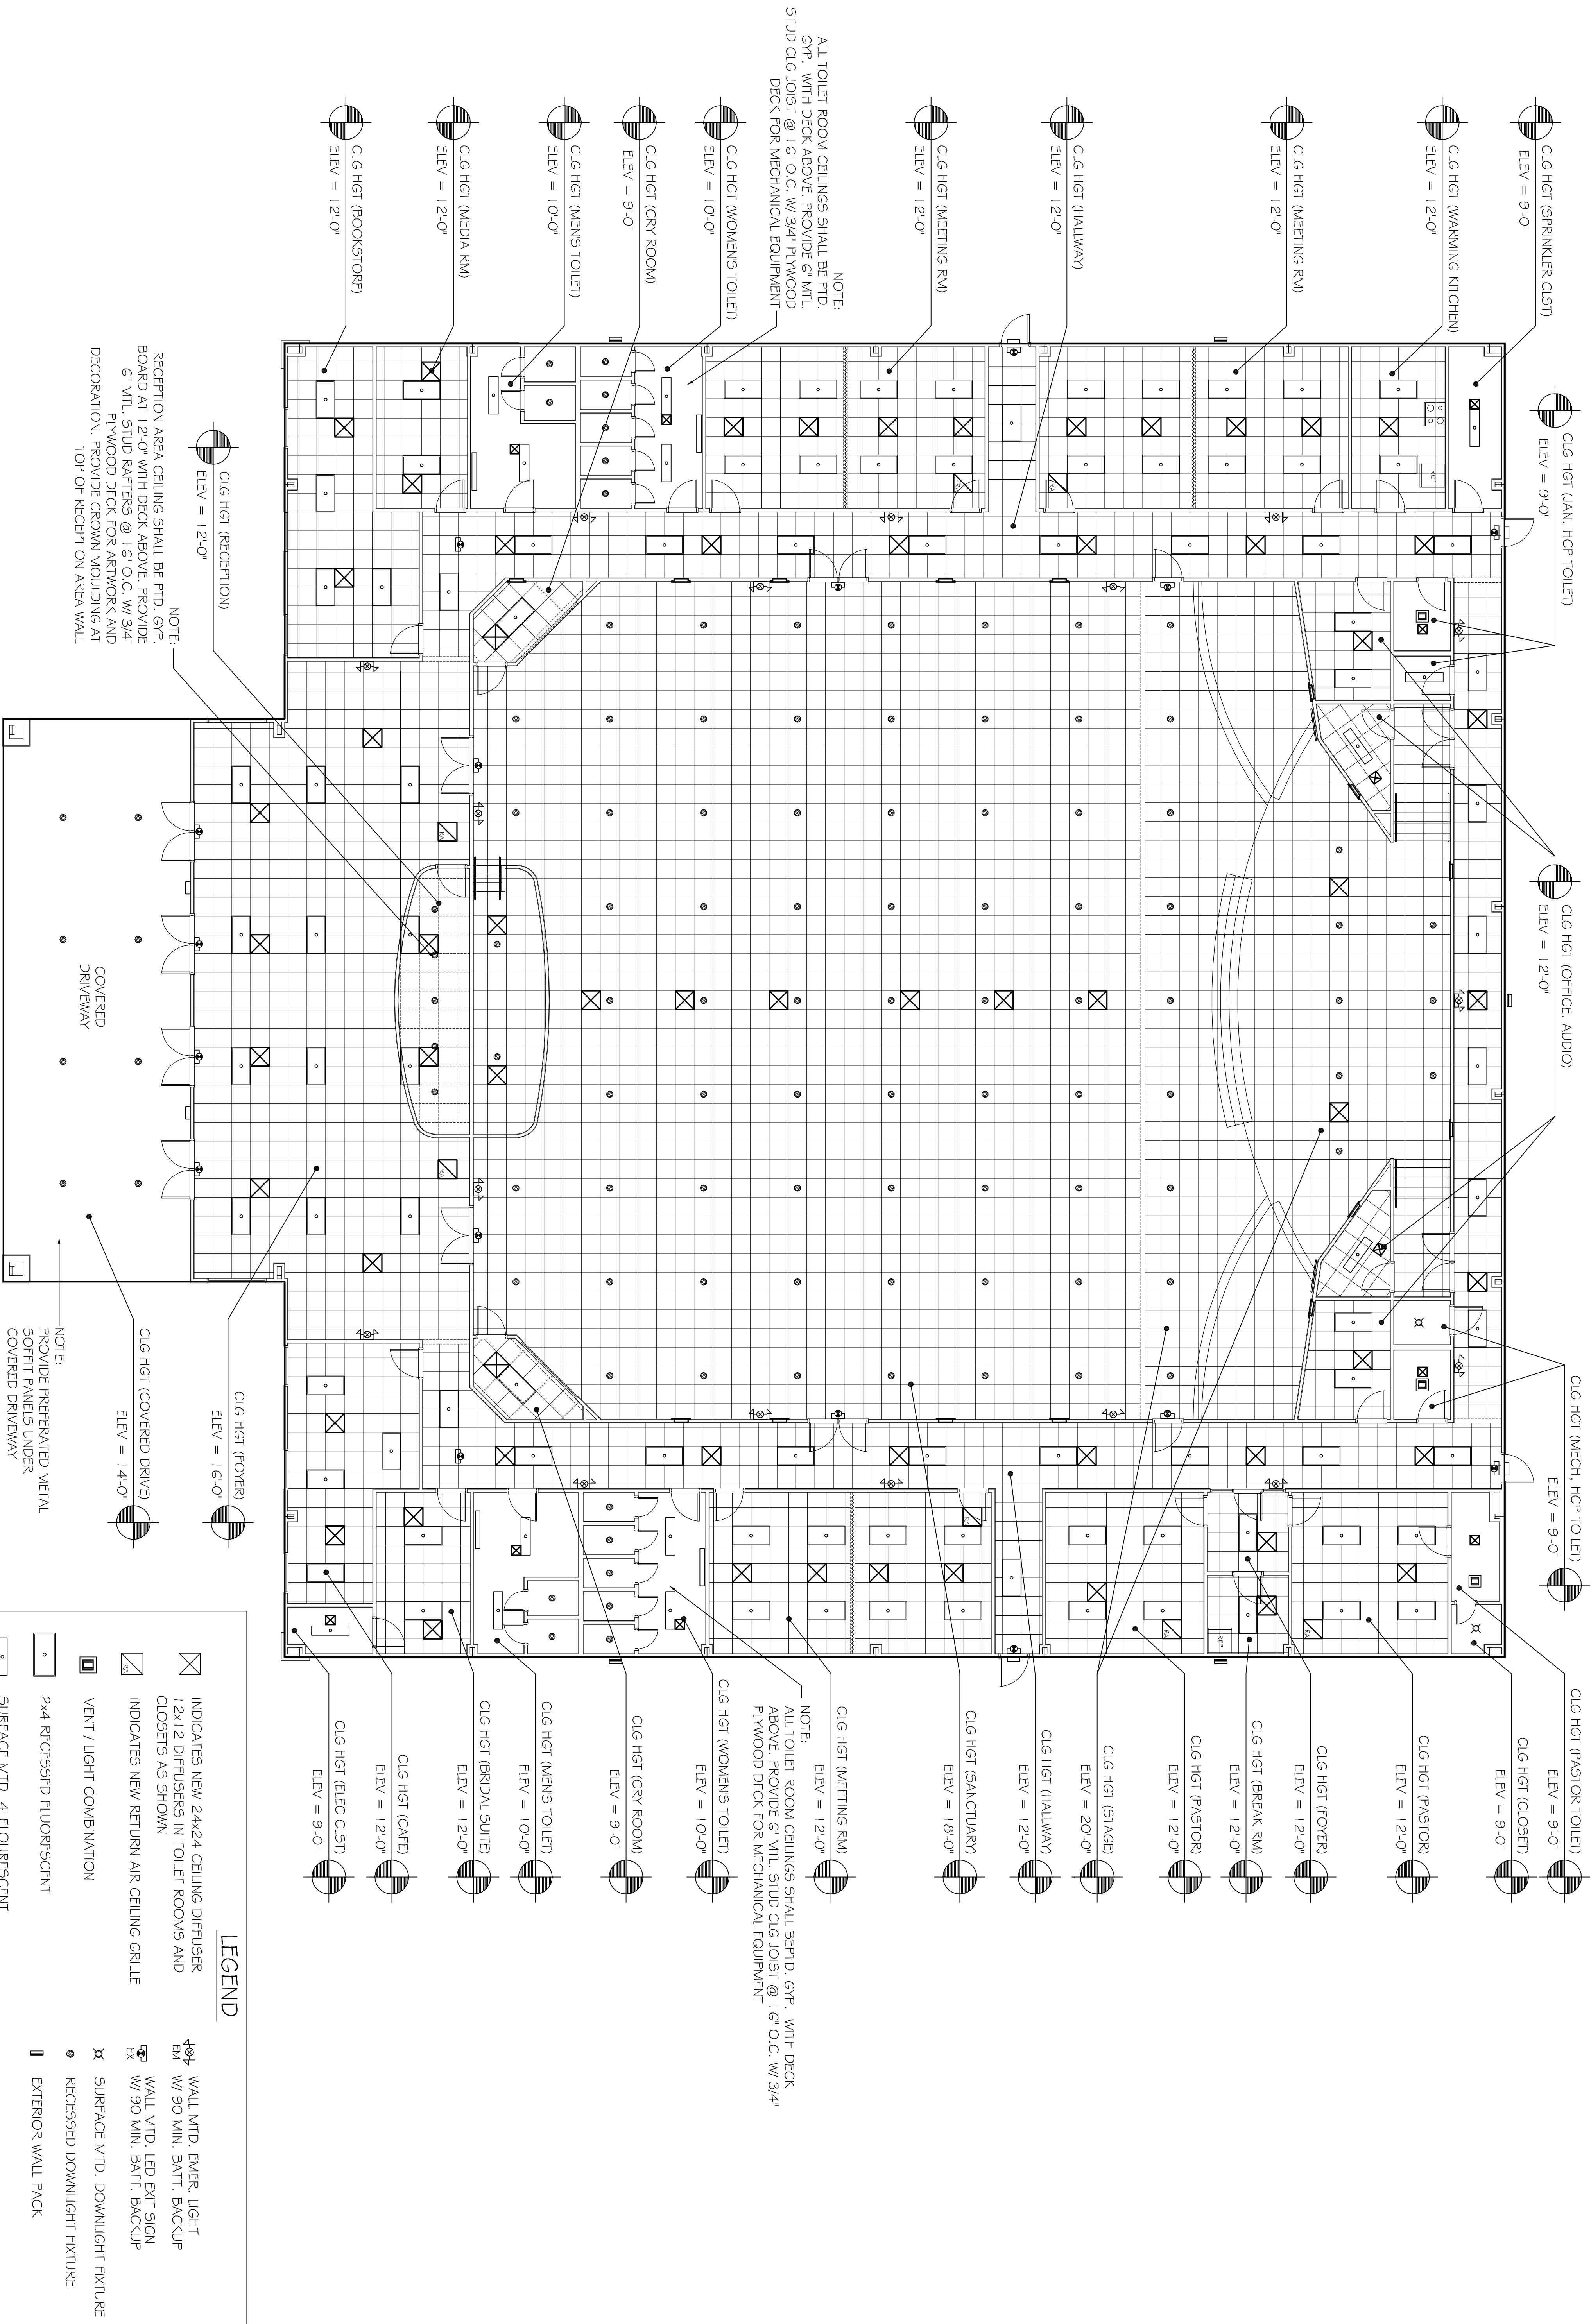 CLG HGT (SPRINKLER CLST)
ELEV = 9'-0"
CLG HGT (WARMING KITCHEN)
ELEV = 12'-0"
CLG HGT (MEETING RM)
ELEV = 12'-0"
CLG HGT (HALLWAY)
ELEV = 12'-0"
CLG HGT (MEETING RM)
ELEV = 12'-0"
NOTE:
ALL TOILET ROOM CEILINGS SHALL BE PTD.
GYP. WITH DECK ABOVE. PROVIDE 6" MTL.
STUD CLG JOIST @ 16" O.C. W/ 3/4" PLYWOOD
DECK FOR MECHANICAL EQUIPMENT
CLG HGT (WOMEN'S TOILET)
ELEV = 10'-0"
CLG HGT (CRY ROOM)
ELEV = 9'-0"
CLG HGT (MEN'S TOILET)
ELEV = 10'-0"
CLG HGT (MEDIA RM)
ELEV = 12'-0"
CLG HGT (BOOKSTORE)
ELEV = 12'-0"
CLG HGT (JAN, HCP TOILET)
ELEV = 9'-0"
CLG HGT (OFFICE, AUDIO)
ELEV = 12'-0"
CLG HGT (MECH, HCP TOILET)
ELEV = 9'-0"
CLG HGT (RECEPTION)
ELEV = 12'-0"
NOTE:
RECEPTION AREA CEILING SHALL BE PTD. GYP.
BOARD AT 12'-0" WITH DECK ABOVE. PROVIDE
6" MTL. STUD RAFTERS @ 16" O.C. W/ 3/4"
PLYWOOD DECK FOR ARTWORK AND
DECORATION. PROVIDE CROWN MOULDING AT
TOP OF RECEPTION AREA WALL
REF
RA
RA
RA
RA
RA
RA
RA
REF
COVERED
DRIVEWAY
NOTE:
PROVIDE PREFERATED METAL
SOFFIT PANELS UNDER
COVERED DRIVEWAY
CLG HGT (COVERED DRIVE)
ELEV = 14'-0"
CLG HGT (FOYER)
ELEV = 16'-0"
CLG HGT (PASTOR TOILET)
ELEV = 9'-0"
CLG HGT (CLOSET)
ELEV = 9'-0"
CLG HGT (PASTOR)
ELEV = 12'-0"
CLG HGT (FOYER)
ELEV = 12'-0"
CLG HGT (BREAK RM)
ELEV = 12'-0"
CLG HGT (PASTOR)
ELEV = 12'-0"
CLG HGT (STAGE)
ELEV = 20'-0"
CLG HGT (HALLWAY)
ELEV = 12'-0"
CLG HGT (SANCTUARY)
ELEV = 18'-0"
CLG HGT (MEETING RM)
ELEV = 12'-0"
NOTE:
ALL TOILET ROOM CEILINGS SHALL BEPTD. GYP. WITH DECK
ABOVE. PROVIDE 6" MTL. STUD CLG JOIST @ 16" O.C. W/ 3/4"
PLYWOOD DECK FOR MECHANICAL EQUIPMENT
CLG HGT (WOMEN'S TOILET)
ELEV = 10'-0"
CLG HGT (CRY ROOM)
ELEV = 9'-0"
CLG HGT (MEN'S TOILET)
ELEV = 10'-0"
CLG HGT (BRIDAL SUITE)
ELEV = 12'-0"
CLG HGT (CAFE)
ELEV = 12'-0"
CLG HGT (ELEC CLST)
ELEV = 9'-0"
LEGEND
INDICATES NEW 24x24 CEILING DIFFUSER
12x12 DIFFUSERS IN TOILET ROOMS AND
CLOSETS AS SHOWN
RA
INDICATES NEW RETURN AIR CEILING GRILLE
VENT / LIGHT COMBINATION
2x4 RECESSED FLUORESCENT
SURFACE MTD. 4' FLOURESCENT
EM
WALL MTD. EMER. LIGHT
W/ 90 MIN. BATT. BACKUP
EX
WALL MTD. LED EXIT SIGN
W/ 90 MIN. BATT. BACKUP
SURFACE MTD. DOWNLIGHT FIXTURE
RECESSED DOWNLIGHT FIXTURE
EXTERIOR WALL PACK